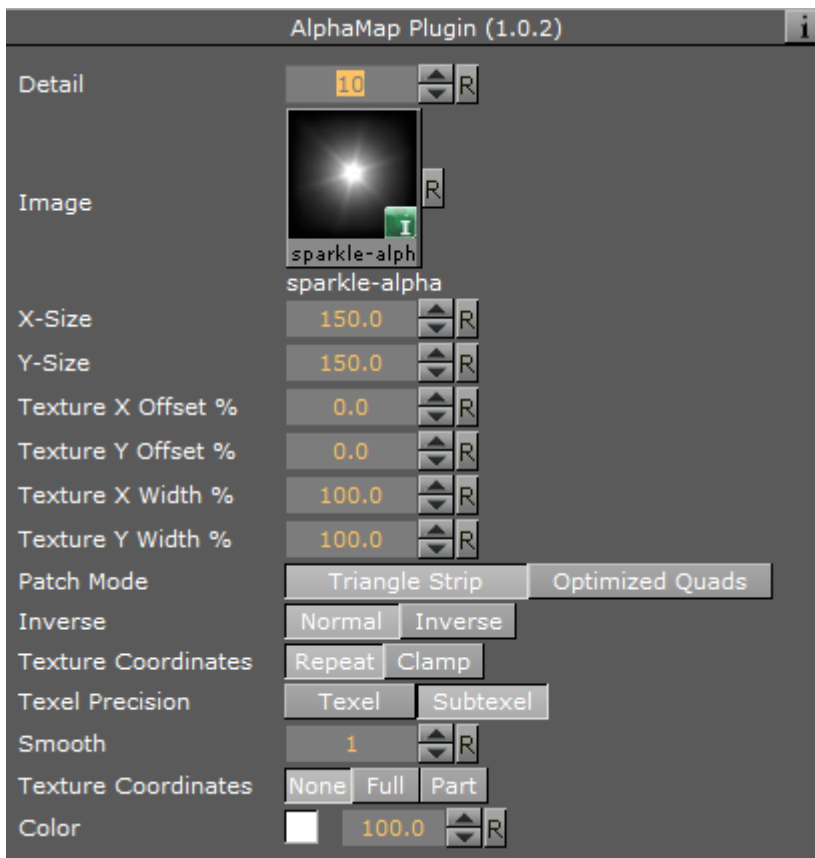 AlphaMap Plugin (1.0.2) i
Detail 10 R
Image R
I
sparkle-alph
sparkle-alpha
X-Size 150.0 R
Y-Size 150.0 R
Texture X Offset % 0.0 R
Texture Y Offset % 0.0 R
Texture X Width % 100.0 R
Texture Y Width % 100.0 R
Patch Mode Triangle Strip Optimized Quads
Inverse Normal Inverse
Texture Coordinates Repeat Clamp
Texel Precision Texel Subtexel
Smooth 1 R
Texture Coordinates None Full Part
Color 100.0 R